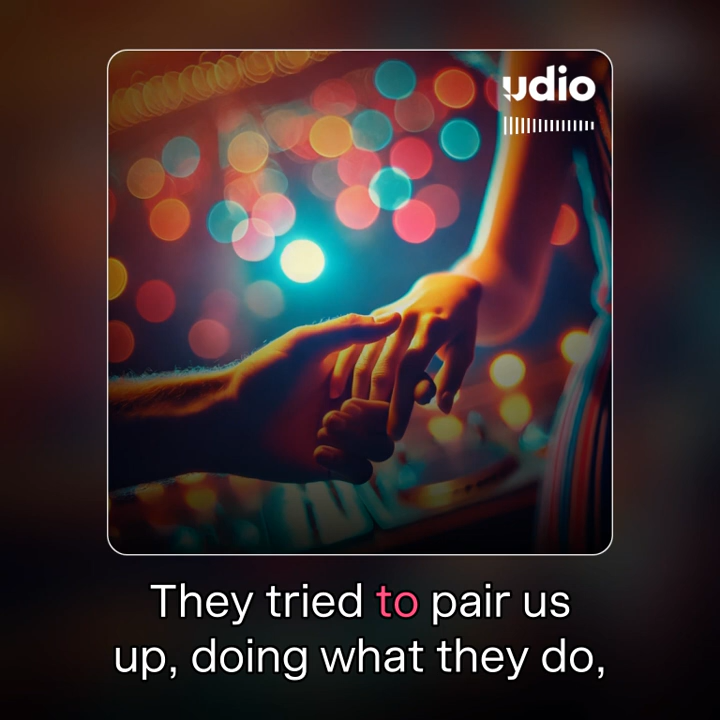 udio
They tried to pair us
up, doing what they do,